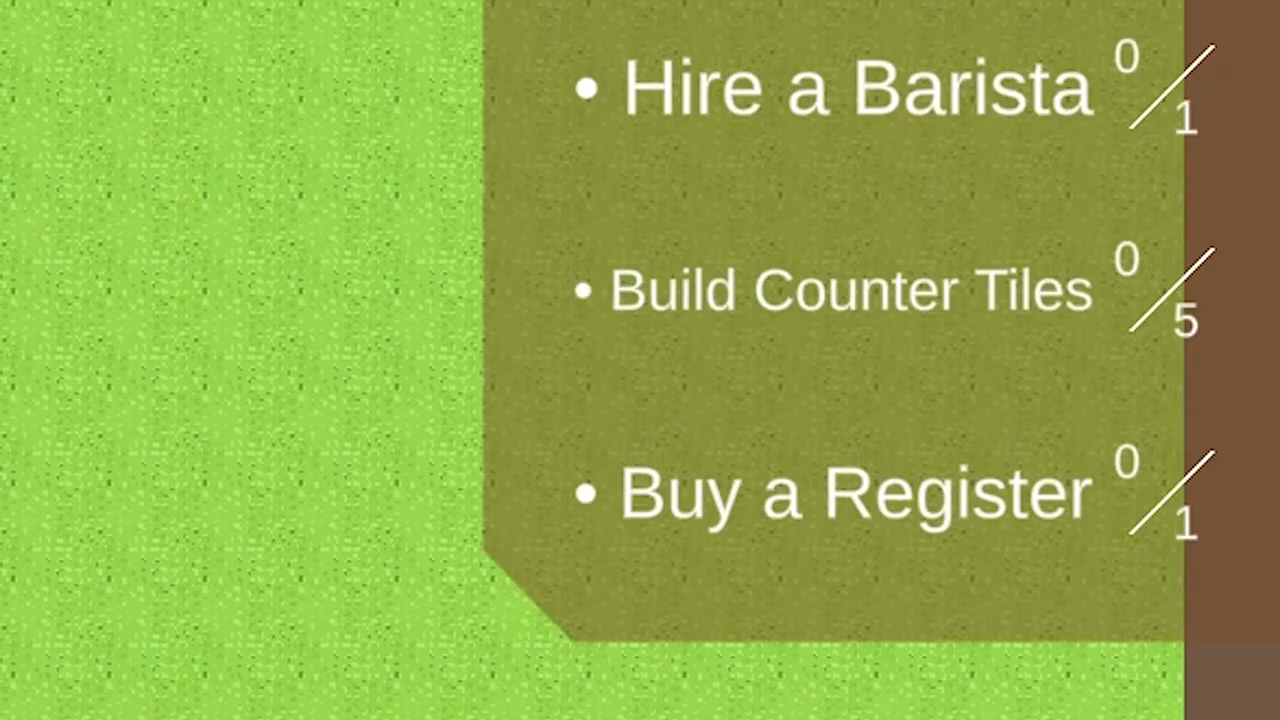 • Hire a Barista 0/1
• Build Counter Tiles 0/5
• Buy a Register 0/1